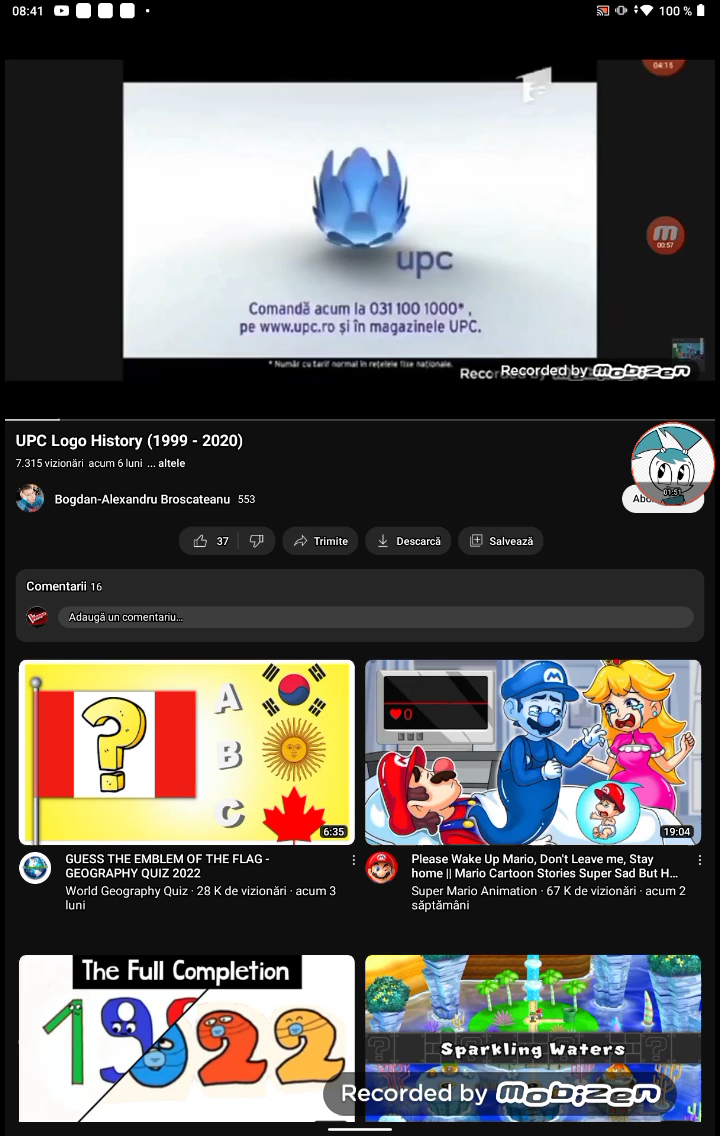 08:41
100 %
04:15
00:57
upc
Comandă acum la 031 100 1000*,
pe www.upc.ro și în magazinele UPC.
* Număr cu tarif normal în rețelele fixe naționale.
Recorded by Mobizen
UPC Logo History (1999 - 2020)
7.315 vizionări acum 6 luni ... altele
01:51
Bogdan-Alexandru Broscateanu 553
37
Trimite
Descarcă
Salvează
Comentarii 16
Adaugă un comentariu...
?
A
B
C
6:35
0
M
19:04
GUESS THE EMBLEM OF THE FLAG -
GEOGRAPHY QUIZ 2022
World Geography Quiz · 28 K de vizionări · acum 3
luni
Please Wake Up Mario, Don't Leave me, Stay
home || Mario Cartoon Stories Super Sad But H...
Super Mario Animation · 67 K de vizionări · acum 2
săptămâni
The Full Completion
1922
Sparkling Waters
Recorded by Mobizen